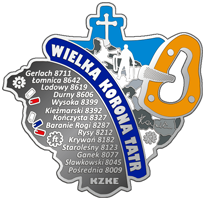 WIELKA KORONA TATR
Gerlach 8711
Łomnica 8642
Lodowy 8619
Durny 8606
Wysoka 8399
Kieżmarski 8392
Kończysta 8327
Baranie Rogi 8287
Rysy 8212
Krywań 8182
Staroleśny 8123
Ganek 8077
Sławkowski 8045
Pośrednia 8009
KZKE